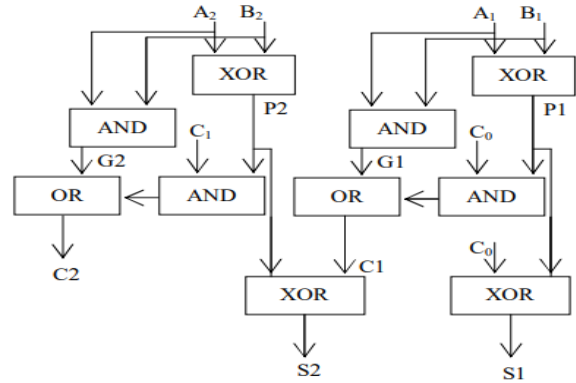 A₂ B₂ A₁ B₁
XOR XOR
P2 P1
AND C₁ AND C₀
G2 G1
OR AND OR AND
C2 C1 C₀
XOR XOR
S2 S1